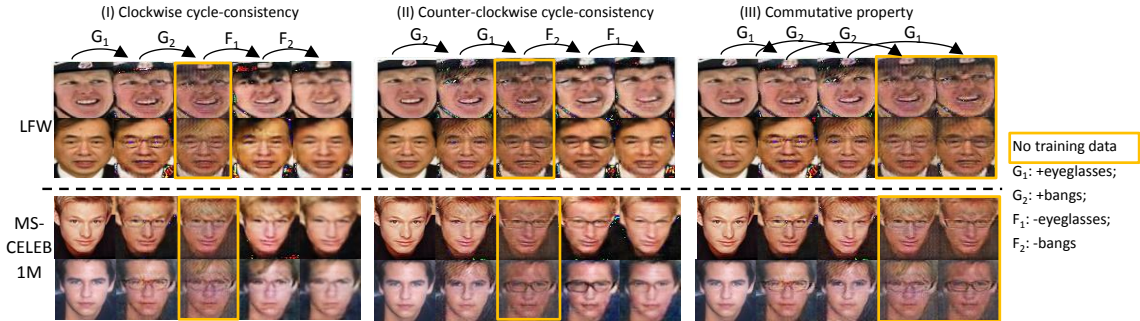 (I) Clockwise cycle-consistency
(II) Counter-clockwise cycle-consistency
(III) Commutative property
G₁ G₂ F₁ F₂
G₂ G₁ F₂ F₁
G₁ G₂ G₂ G₁
LFW
MS-
CELEB
1M
No training data
G₁: +eyeglasses;
G₂: +bangs;
F₁: -eyeglasses;
F₂: -bangs